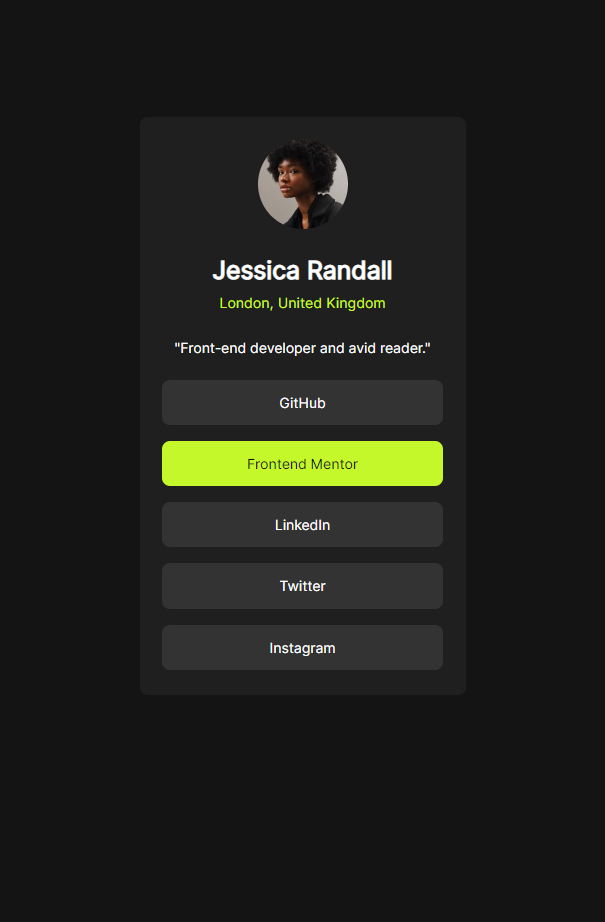 Jessica Randall
London, United Kingdom
"Front-end developer and avid reader."
GitHub
Frontend Mentor
LinkedIn
Twitter
Instagram